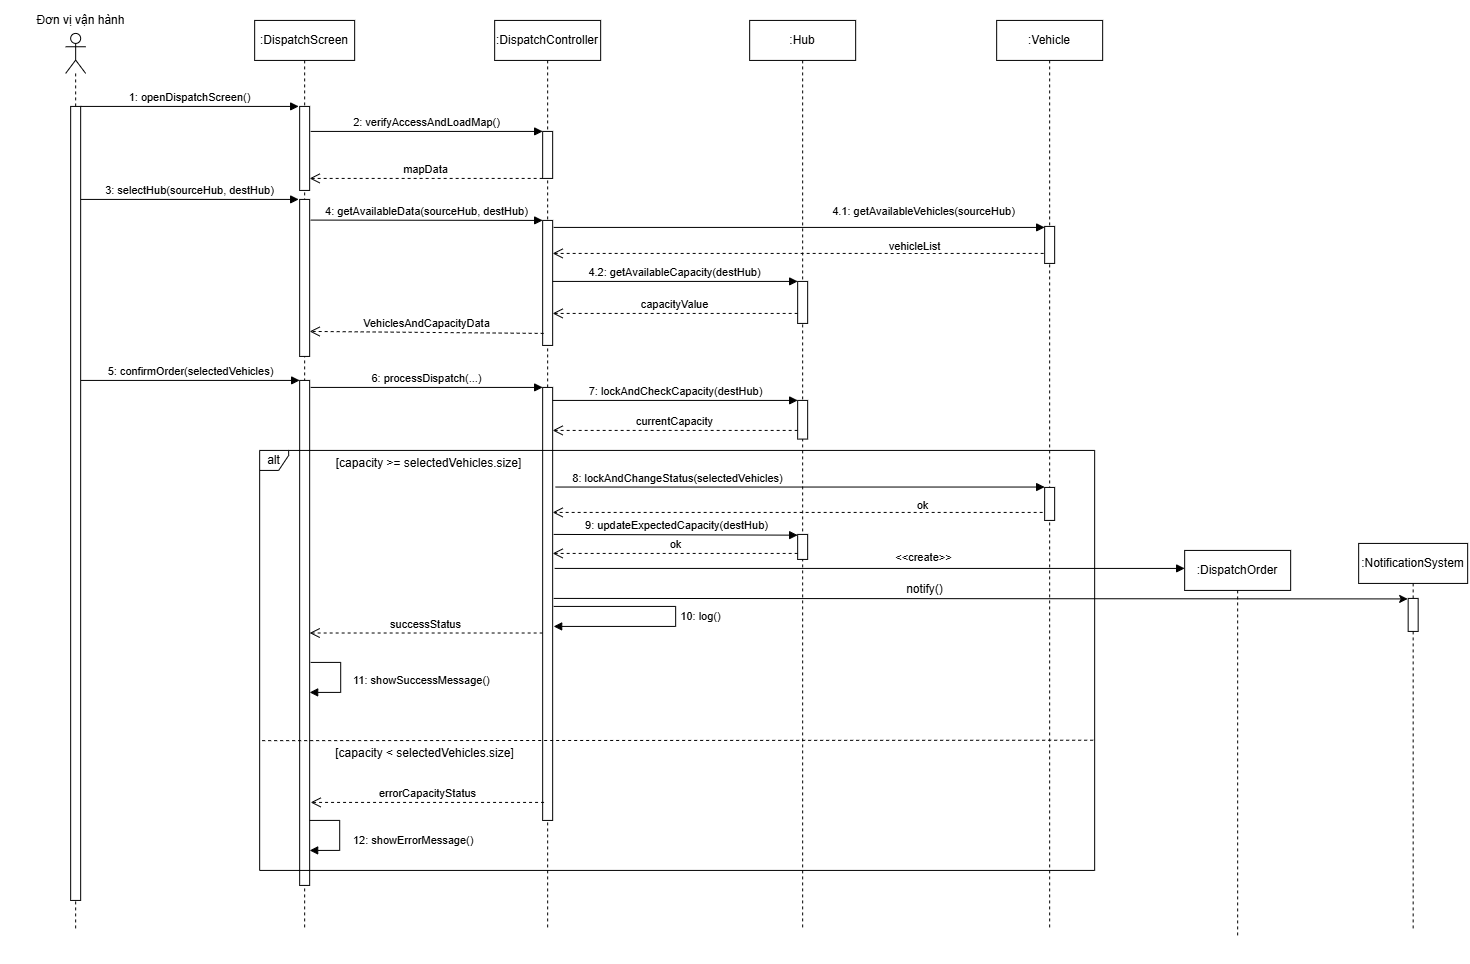 Đơn vị vận hành
:DispatchScreen
:DispatchController
:Hub
:Vehicle
1: openDispatchScreen()
2: verifyAccessAndLoadMap()
mapData
3: selectHub(sourceHub, destHub)
4: getAvailableData(sourceHub, destHub)
4.1: getAvailableVehicles(sourceHub)
vehicleList
4.2: getAvailableCapacity(destHub)
capacityValue
VehiclesAndCapacityData
5: confirmOrder(selectedVehicles)
6: processDispatch(...)
7: lockAndCheckCapacity(destHub)
currentCapacity
alt
[capacity >= selectedVehicles.size]
8: lockAndChangeStatus(selectedVehicles)
ok
9: updateExpectedCapacity(destHub)
ok
<<create>>
:DispatchOrder
:NotificationSystem
notify()
10: log()
successStatus
11: showSuccessMessage()
[capacity < selectedVehicles.size]
errorCapacityStatus
12: showErrorMessage()